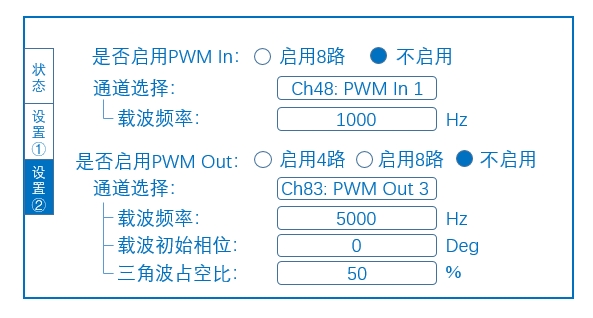 状态
设置①
设置②
是否启用PWM In: 启用8路 不启用
通道选择: Ch48: PWM In 1
载波频率: 1000 Hz
是否启用PWM Out: 启用4路 启用8路 不启用
通道选择: Ch83: PWM Out 3
载波频率: 5000 Hz
载波初始相位: 0 Deg
三角波占空比: 50 %